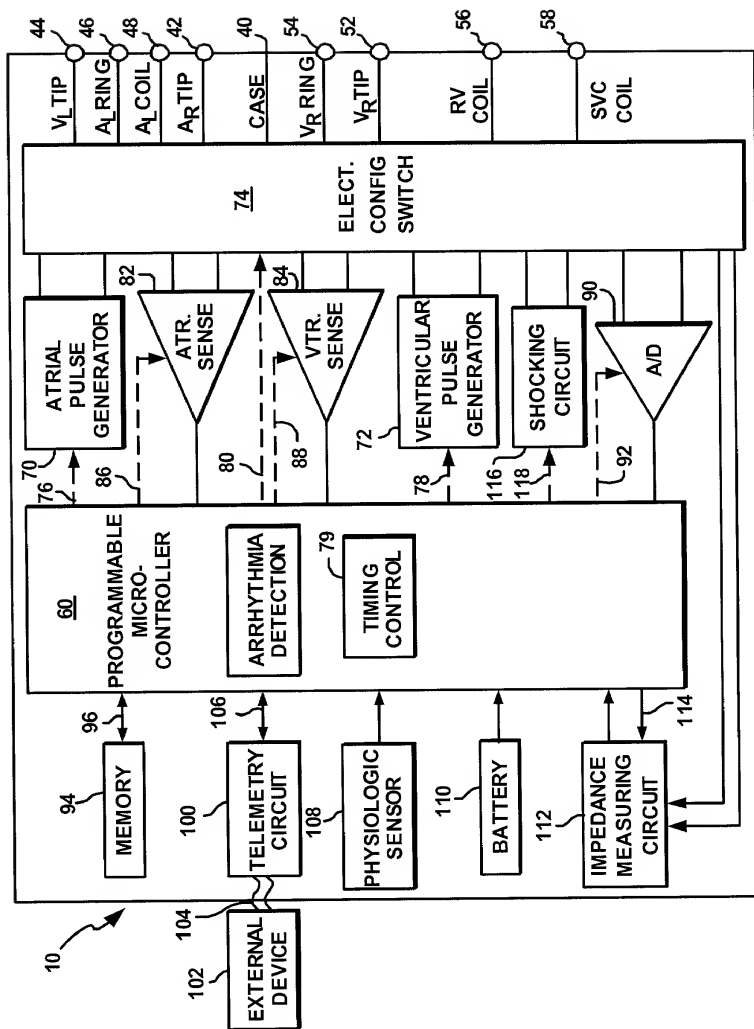 44
46
48
42
40
54
52
56
58
VL TIP
AL RING
AL COIL
AR TIP
CASE
VR RING
VR TIP
RV
COIL
SVC
COIL
74
ELECT.
CONFIG
SWITCH
82
84
90
ATRIAL
PULSE
GENERATOR
ATR.
SENSE
VTR.
SENSE
VENTRICULAR
PULSE
GENERATOR
SHOCKING
CIRCUIT
A/D
70
76
86
80
88
72
78
116
118
92
60
PROGRAMMABLE
MICRO-
CONTROLLER
ARRHYTHMIA
DETECTION
79
TIMING
CONTROL
96
106
114
94
MEMORY
100
TELEMETRY
CIRCUIT
108
PHYSIOLOGIC
SENSOR
110
BATTERY
112
IMPEDANCE
MEASURING
CIRCUIT
10
104
102
EXTERNAL
DEVICE